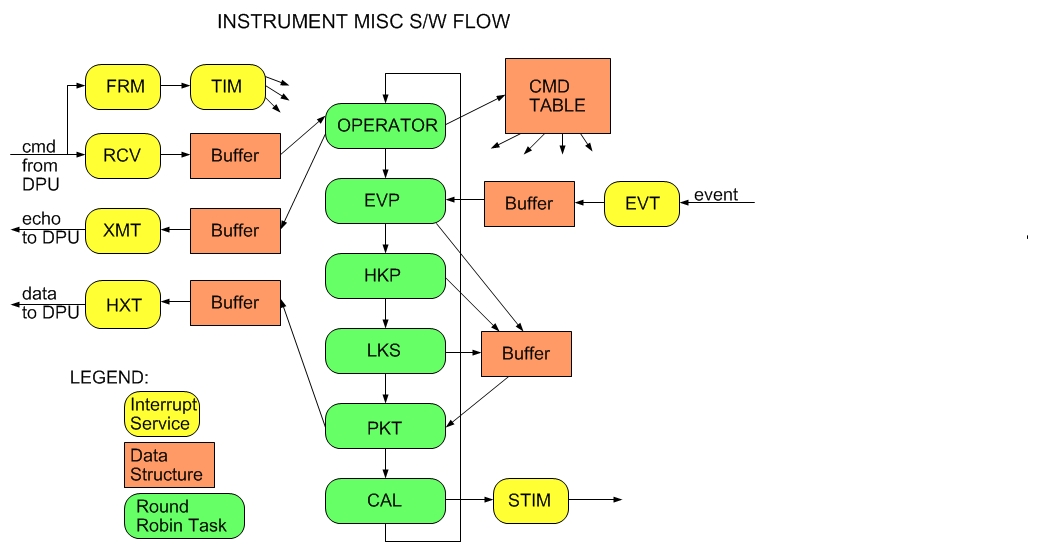 INSTRUMENT MISC S/W FLOW
FRM
TIM
CMD
TABLE
OPERATOR
cmd
from
DPU
RCV
Buffer
EVP
Buffer
EVT
event
echo
to DPU
XMT
Buffer
HKP
data
to DPU
HXT
Buffer
LKS
Buffer
LEGEND:
Interrupt
Service
PKT
Data
Structure
CAL
STIM
Round
Robin Task